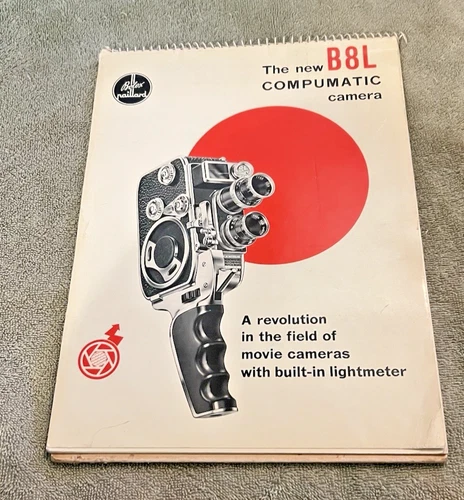 Bolex
paillard
The new B8L
COMPUMATIC
camera
A revolution
in the field of
movie cameras
with built-in lightmeter